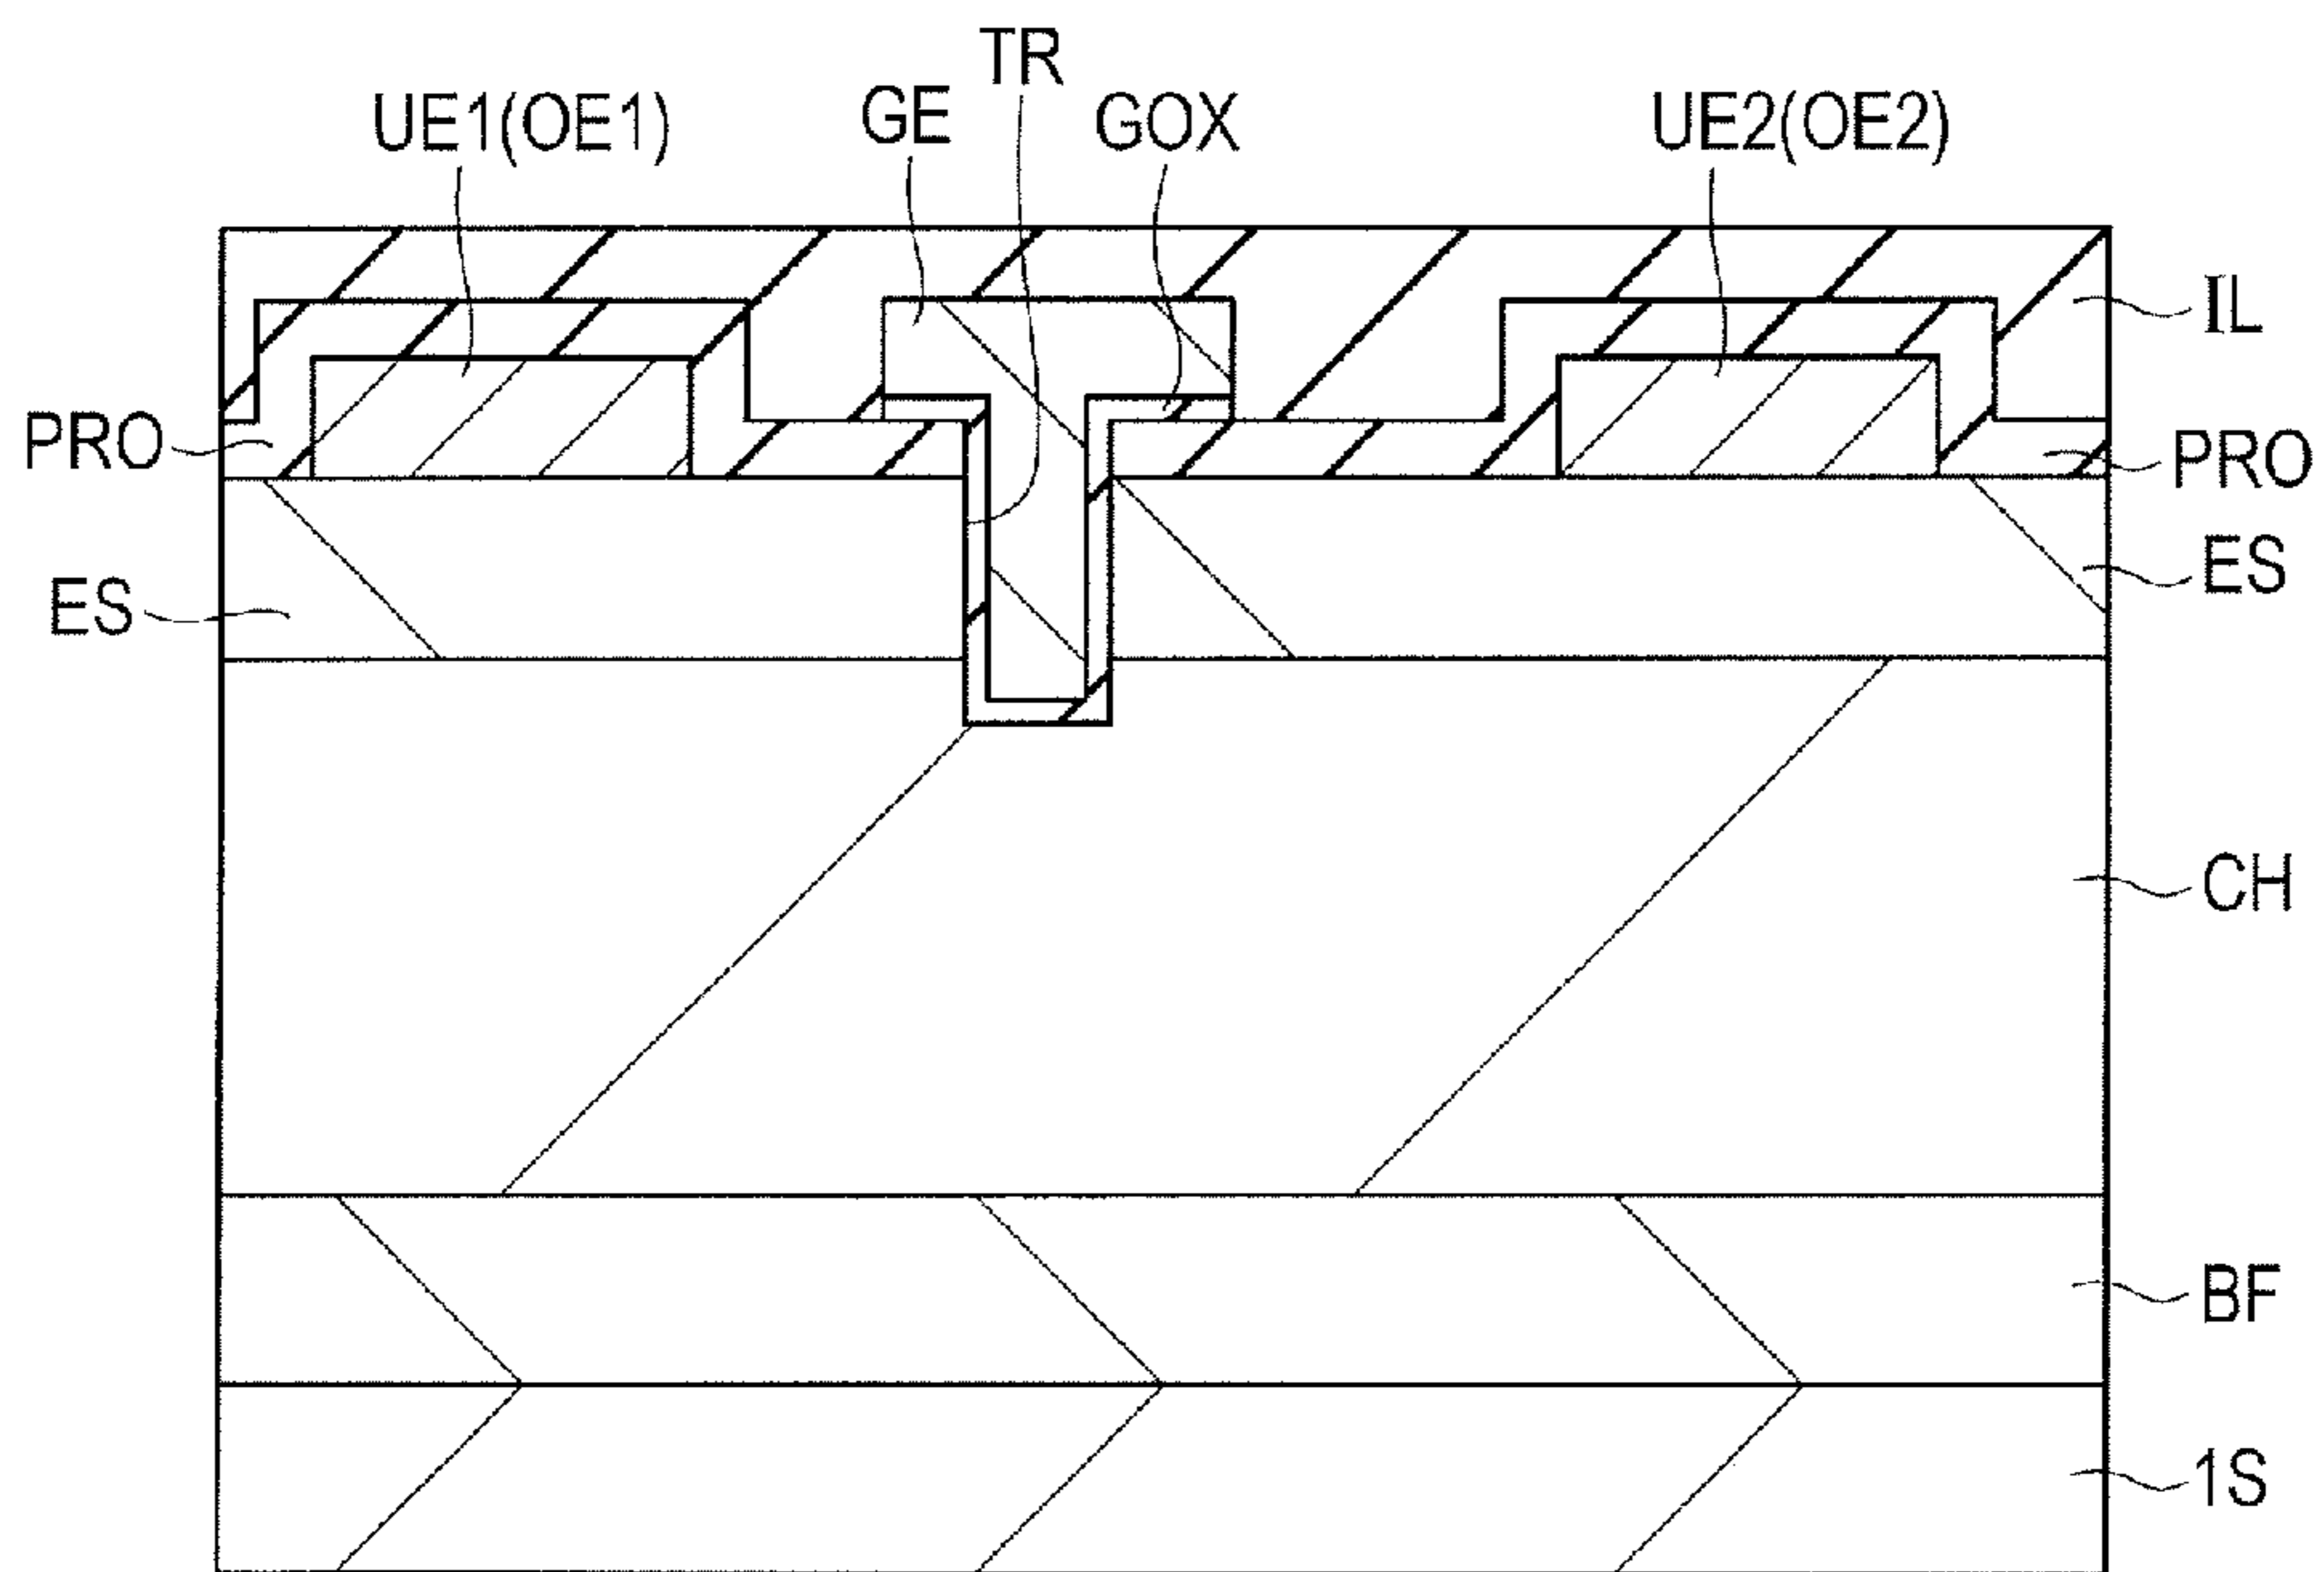 TR
UE1(OE1)
GE
GOX
UE2(OE2)
IL
PRO
PRO
ES
ES
CH
BF
1S